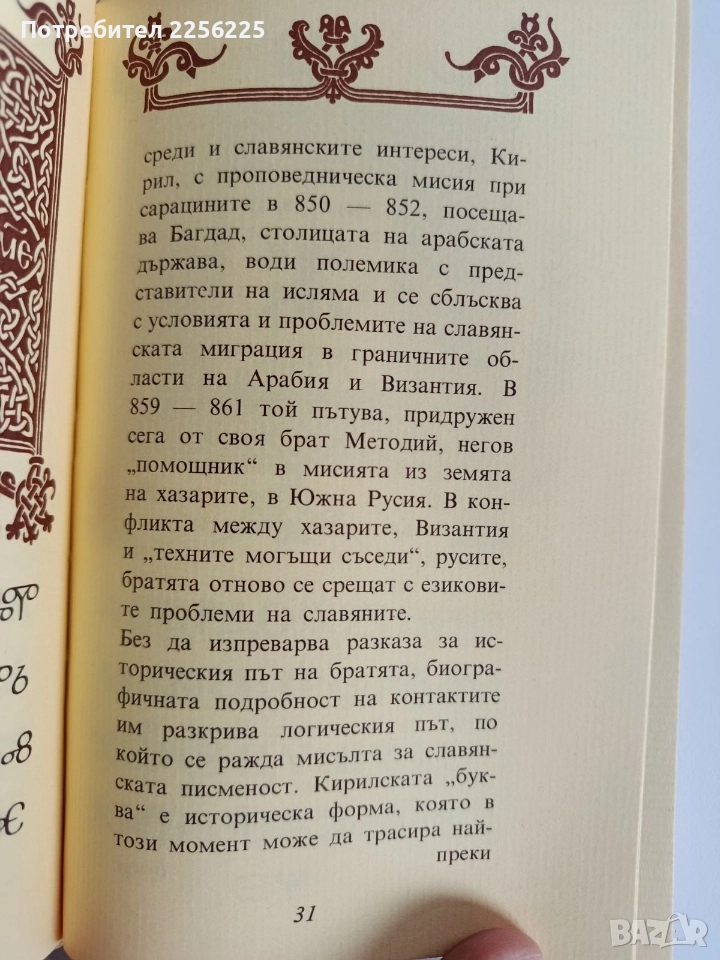 Потребител 2256225
среди и славянските интереси, Ки-
рил, с проповедническа мисия при
сарацините в 850 — 852, посеща-
ва Багдад, столицата на арабската
държава, води полемика с пред-
ставители на исляма и се сблъсква
с условията и проблемите на славян-
ската миграция в граничните об-
ласти на Арабия и Византия. В
859 — 861 той пътува, придружен
сега от своя брат Методий, негов
„помощник“ в мисията из земята
на хазарите, в Южна Русия. В кон-
фликта между хазарите, Византия
и „техните могъщи съседи“, русите,
братята отново се срещат с езикови-
те проблеми на славяните.
Без да изпреварва разказа за ис-
торическия път на братята, биогра-
фичната подробност на контактите
им разкрива логическия път, по
който се ражда мисълта за славян-
ската писменост. Кирилската „бук-
ва“ е историческа форма, която в
този момент може да трасира най-
преки
31
BAZAR